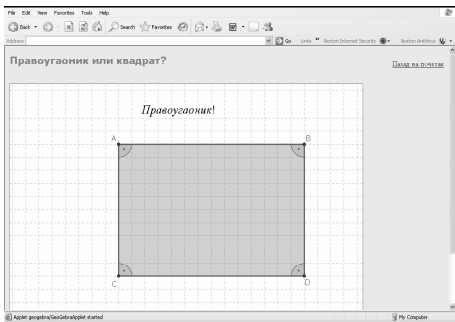 File Edit View Favorites Tools Help
Back Search Favorites
Address Go Links Norton Internet Security Norton AntiVirus
Правоугаоник или квадрат?
Назад на почетак
Правоугаоник!
A B
C D
Applet geogebra/GeoGebraApplet started My Computer